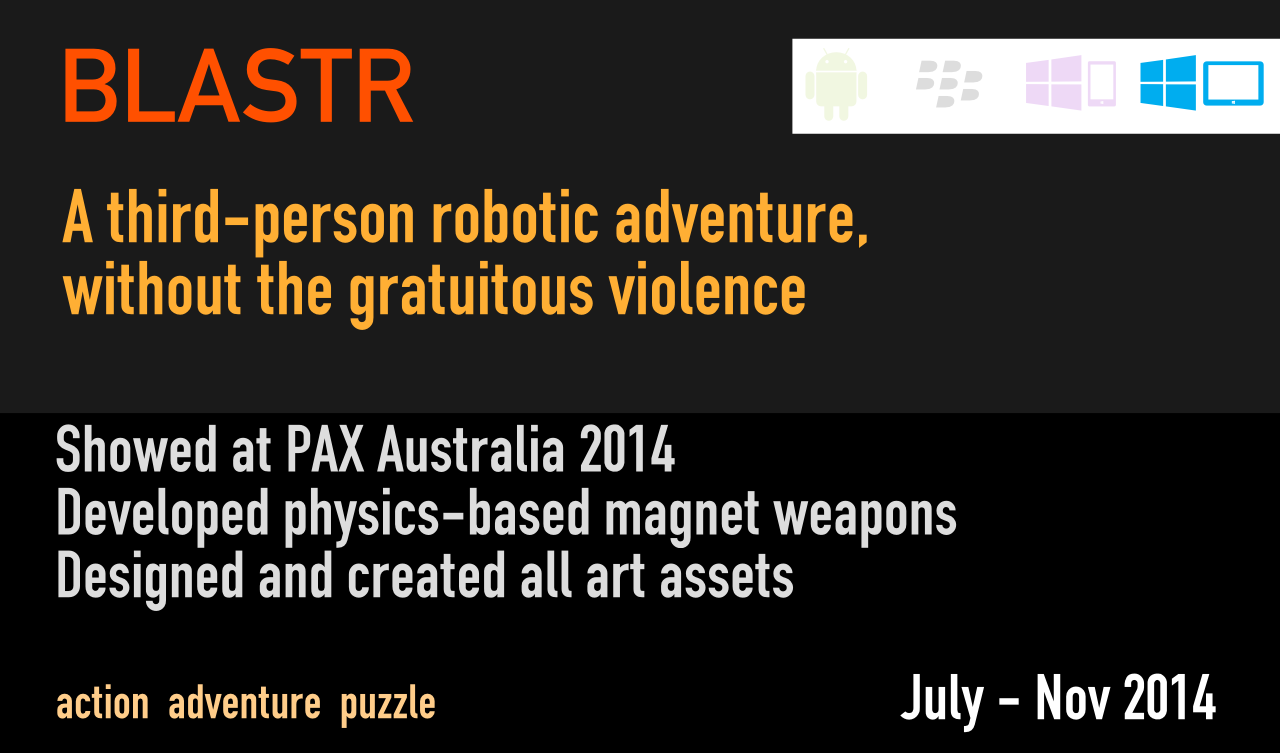 BLASTR
A third-person robotic adventure,
without the gratuitous violence
Showed at PAX Australia 2014
Developed physics-based magnet weapons
Designed and created all art assets
action adventure puzzle
July - Nov 2014